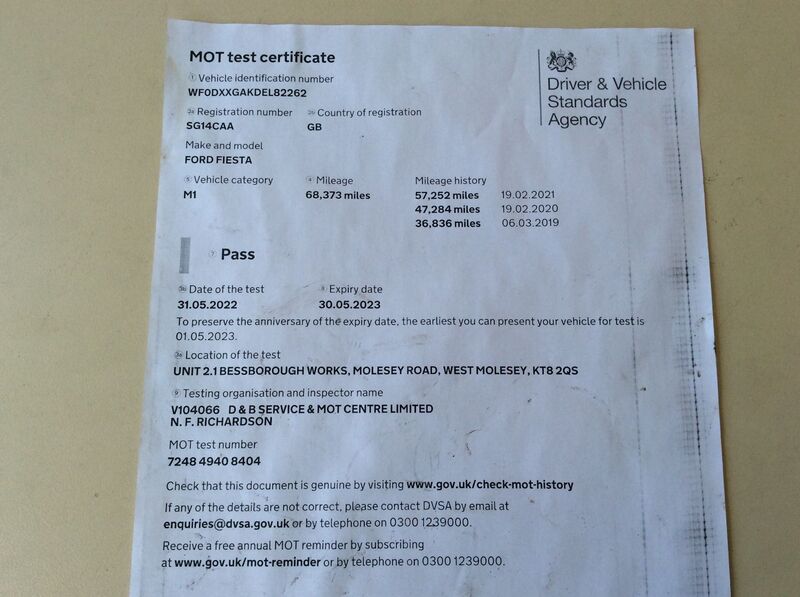 MOT test certificate
Driver & Vehicle
Standards
Agency
1 Vehicle identification number
WF0DXXGAKDEL82262
2a Registration number 2b Country of registration
SG14CAA GB
Make and model
FORD FIESTA
5 Vehicle category 4 Mileage Mileage history
M1 68,373 miles 57,252 miles 19.02.2021
47,284 miles 19.02.2020
36,836 miles 06.03.2019
7 Pass
3b Date of the test 8 Expiry date
31.05.2022 30.05.2023
To preserve the anniversary of the expiry date, the earliest you can present your vehicle for test is
01.05.2023.
3a Location of the test
UNIT 2.1 BESSBOROUGH WORKS, MOLESEY ROAD, WEST MOLESEY, KT8 2QS
9 Testing organisation and inspector name
V104066 D & B SERVICE & MOT CENTRE LIMITED
N. F. RICHARDSON
MOT test number
7248 4940 8404
Check that this document is genuine by visiting www.gov.uk/check-mot-history
If any of the details are not correct, please contact DVSA by email at
enquiries@dvsa.gov.uk or by telephone on 0300 1239000.
Receive a free annual MOT reminder by subscribing
at www.gov.uk/mot-reminder or by telephone on 0300 1239000.